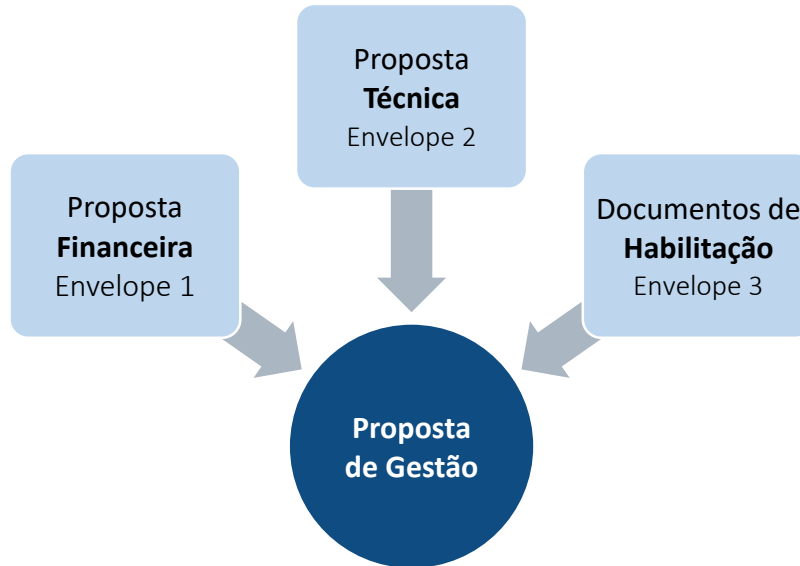 Proposta
Técnica
Envelope 2
Proposta
Financeira
Envelope 1
Documentos de
Habilitação
Envelope 3
Proposta
de Gestão